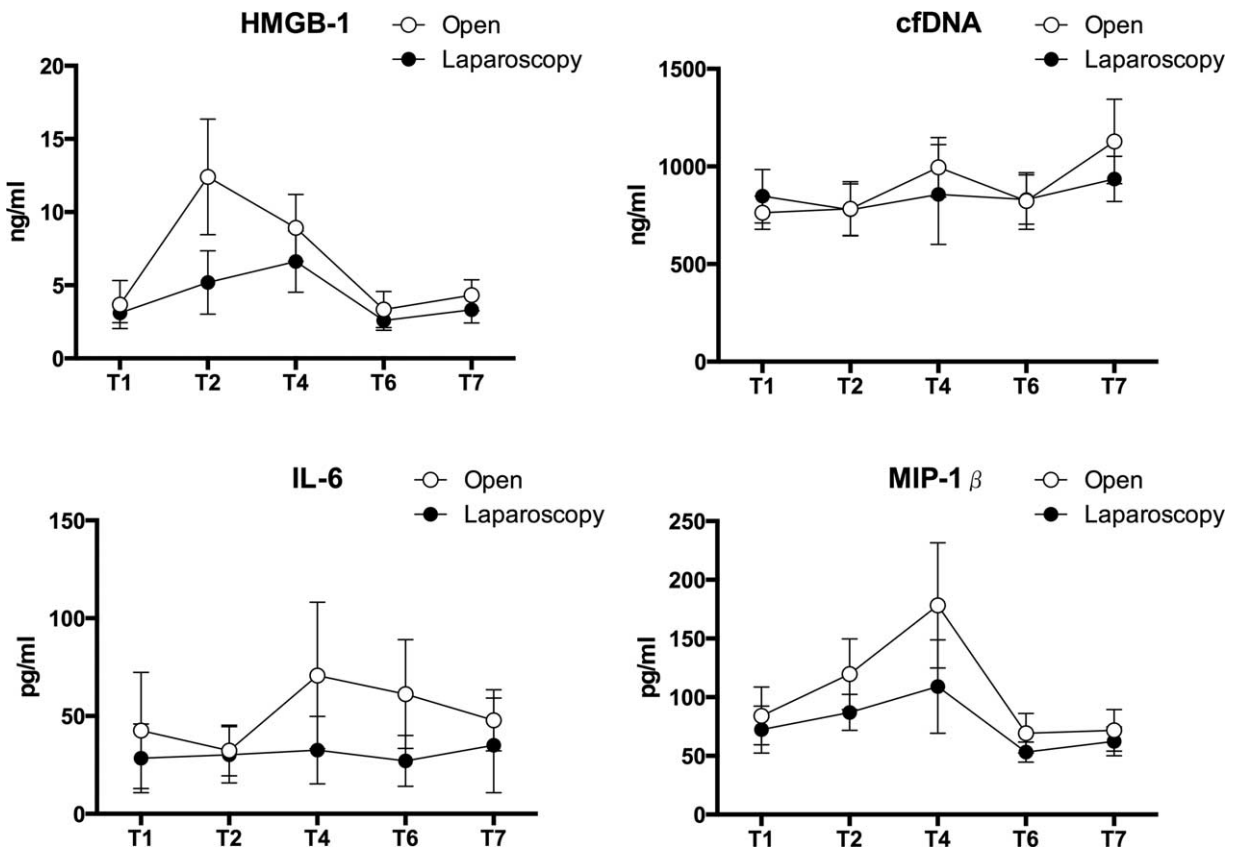 HMGB-1
Open
Laparoscopy
ng/ml
20
15
10
5
0
T1 T2 T4 T6 T7
cfDNA
Open
Laparoscopy
ng/ml
1500
1000
500
0
T1 T2 T4 T6 T7
IL-6
Open
Laparoscopy
pg/ml
150
100
50
0
T1 T2 T4 T6 T7
MIP-1 β
Open
Laparoscopy
pg/ml
250
200
150
100
50
0
T1 T2 T4 T6 T7